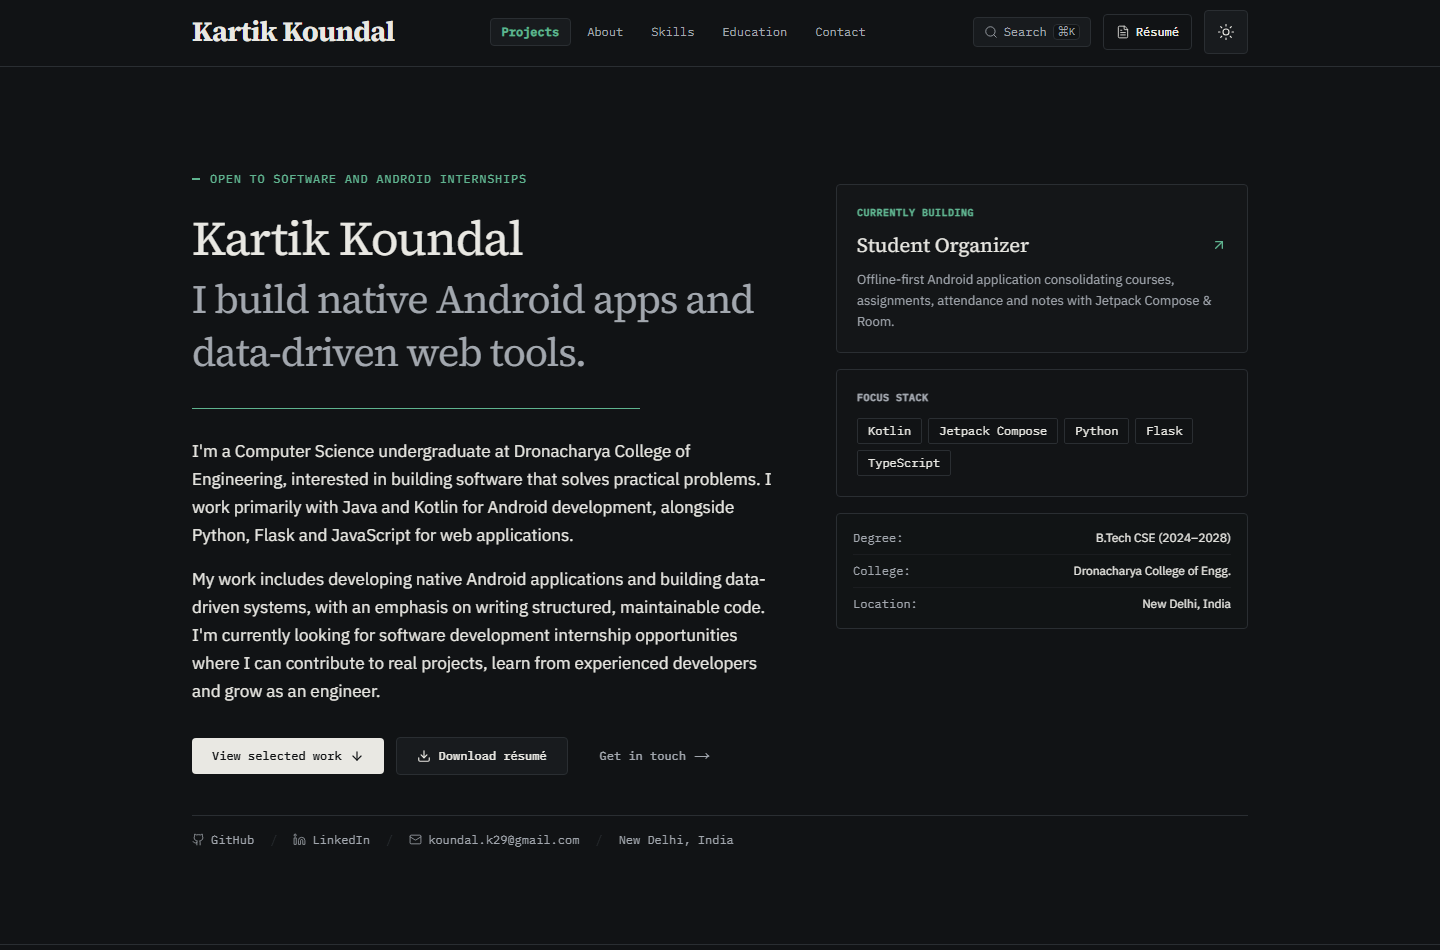 Kartik Koundal
Projects About Skills Education Contact
Search ⌘K Résumé
OPEN TO SOFTWARE AND ANDROID INTERNSHIPS
Kartik Koundal
I build native Android apps and
data-driven web tools.
I'm a Computer Science undergraduate at Dronacharya College of
Engineering, interested in building software that solves practical problems. I
work primarily with Java and Kotlin for Android development, alongside
Python, Flask and JavaScript for web applications.
My work includes developing native Android applications and building data-
driven systems, with an emphasis on writing structured, maintainable code.
I'm currently looking for software development internship opportunities
where I can contribute to real projects, learn from experienced developers
and grow as an engineer.
View selected work ↓ Download résumé Get in touch →
CURRENTLY BUILDING
Student Organizer
Offline-first Android application consolidating courses,
assignments, attendance and notes with Jetpack Compose &
Room.
FOCUS STACK
Kotlin Jetpack Compose Python Flask
TypeScript
Degree: B.Tech CSE (2024–2028)
College: Dronacharya College of Engg.
Location: New Delhi, India
GitHub / LinkedIn / koundal.k29@gmail.com / New Delhi, India